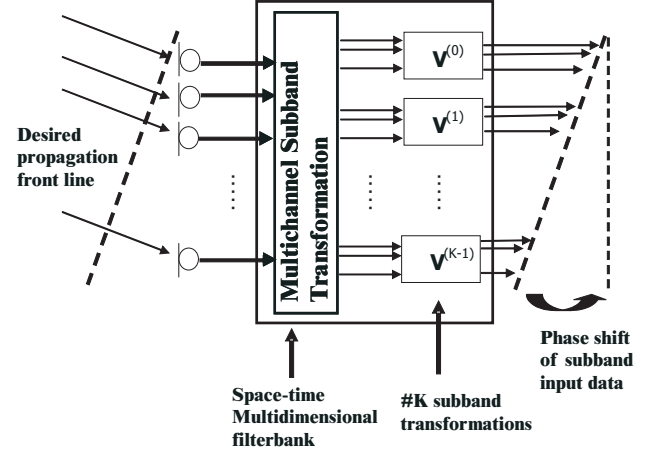 Desired
propagation
front line
Multichannel Subband
Transformation
V(0)
V(1)
V(K-1)
Space-time
Multidimensional
filterbank
#K subband
transformations
Phase shift
of subband
input data